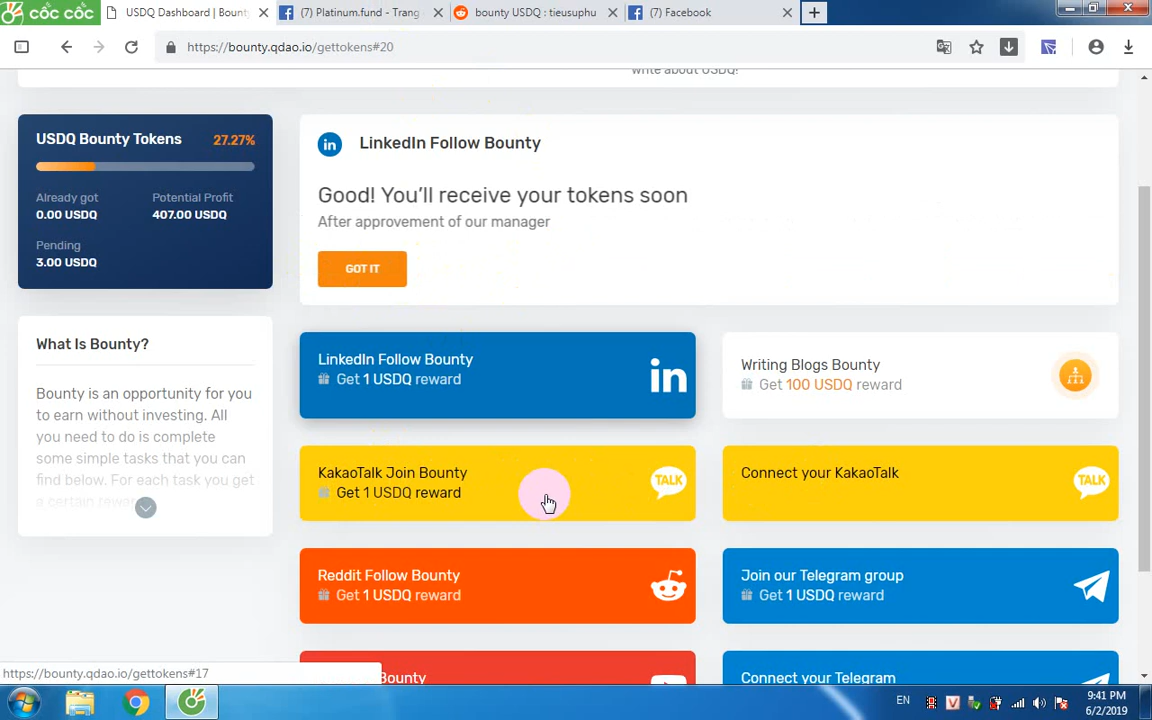 cốc cốc
USDQ Dashboard | Bount
(7) Platinum.fund - Trang
bounty USDQ : tieusuphu
(7) Facebook
https://bounty.qdao.io/gettokens#20
write about USDQ!
USDQ Bounty Tokens 27.27%
Already got Potential Profit
0.00 USDQ 407.00 USDQ
Pending
3.00 USDQ
What Is Bounty?
Bounty is an opportunity for you
to earn without investing. All
you need to do is complete
some simple tasks that you can
find below. For each task you get
a certain reward
in LinkedIn Follow Bounty
Good! You'll receive your tokens soon
After approvement of our manager
GOT IT
LinkedIn Follow Bounty
Get 1 USDQ reward
in
Writing Blogs Bounty
Get 100 USDQ reward
KakaoTalk Join Bounty
Get 1 USDQ reward
TALK
Connect your KakaoTalk
TALK
Reddit Follow Bounty
Get 1 USDQ reward
Join our Telegram group
Get 1 USDQ reward
Bounty
Connect your Telegram
https://bounty.qdao.io/gettokens#17
EN
V
9:41 PM
6/2/2019